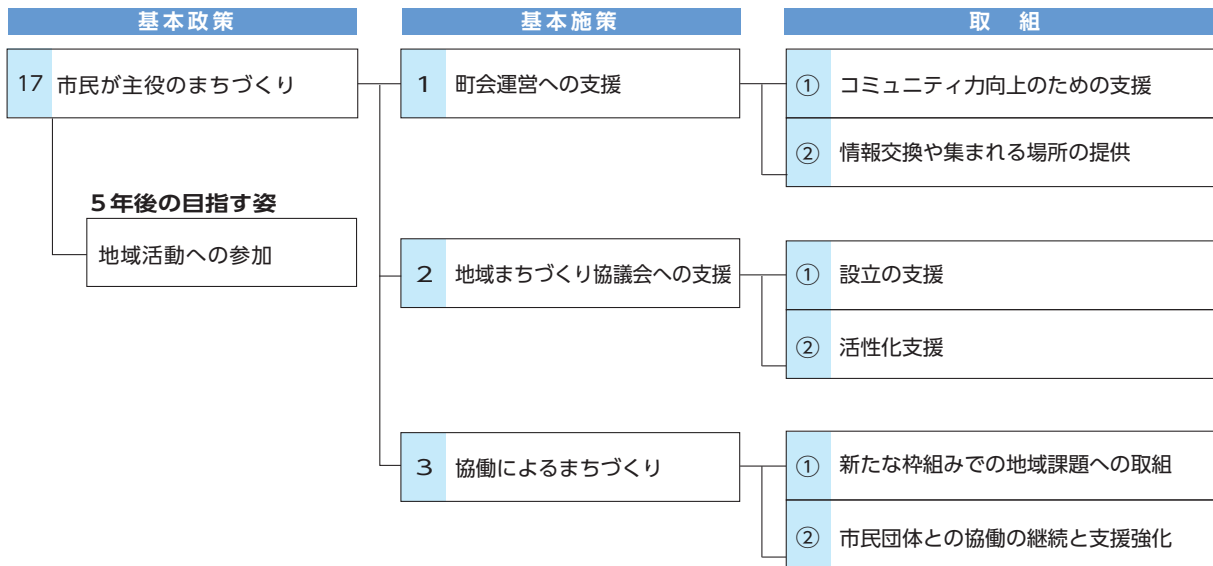 基本政策
基本施策
取　組
17 市民が主役のまちづくり
1 町会運営への支援
① コミュニティ力向上のための支援
② 情報交換や集まれる場所の提供
5年後の目指す姿
地域活動への参加
2 地域まちづくり協議会への支援
① 設立の支援
② 活性化支援
3 協働によるまちづくり
① 新たな枠組みでの地域課題への取組
② 市民団体との協働の継続と支援強化